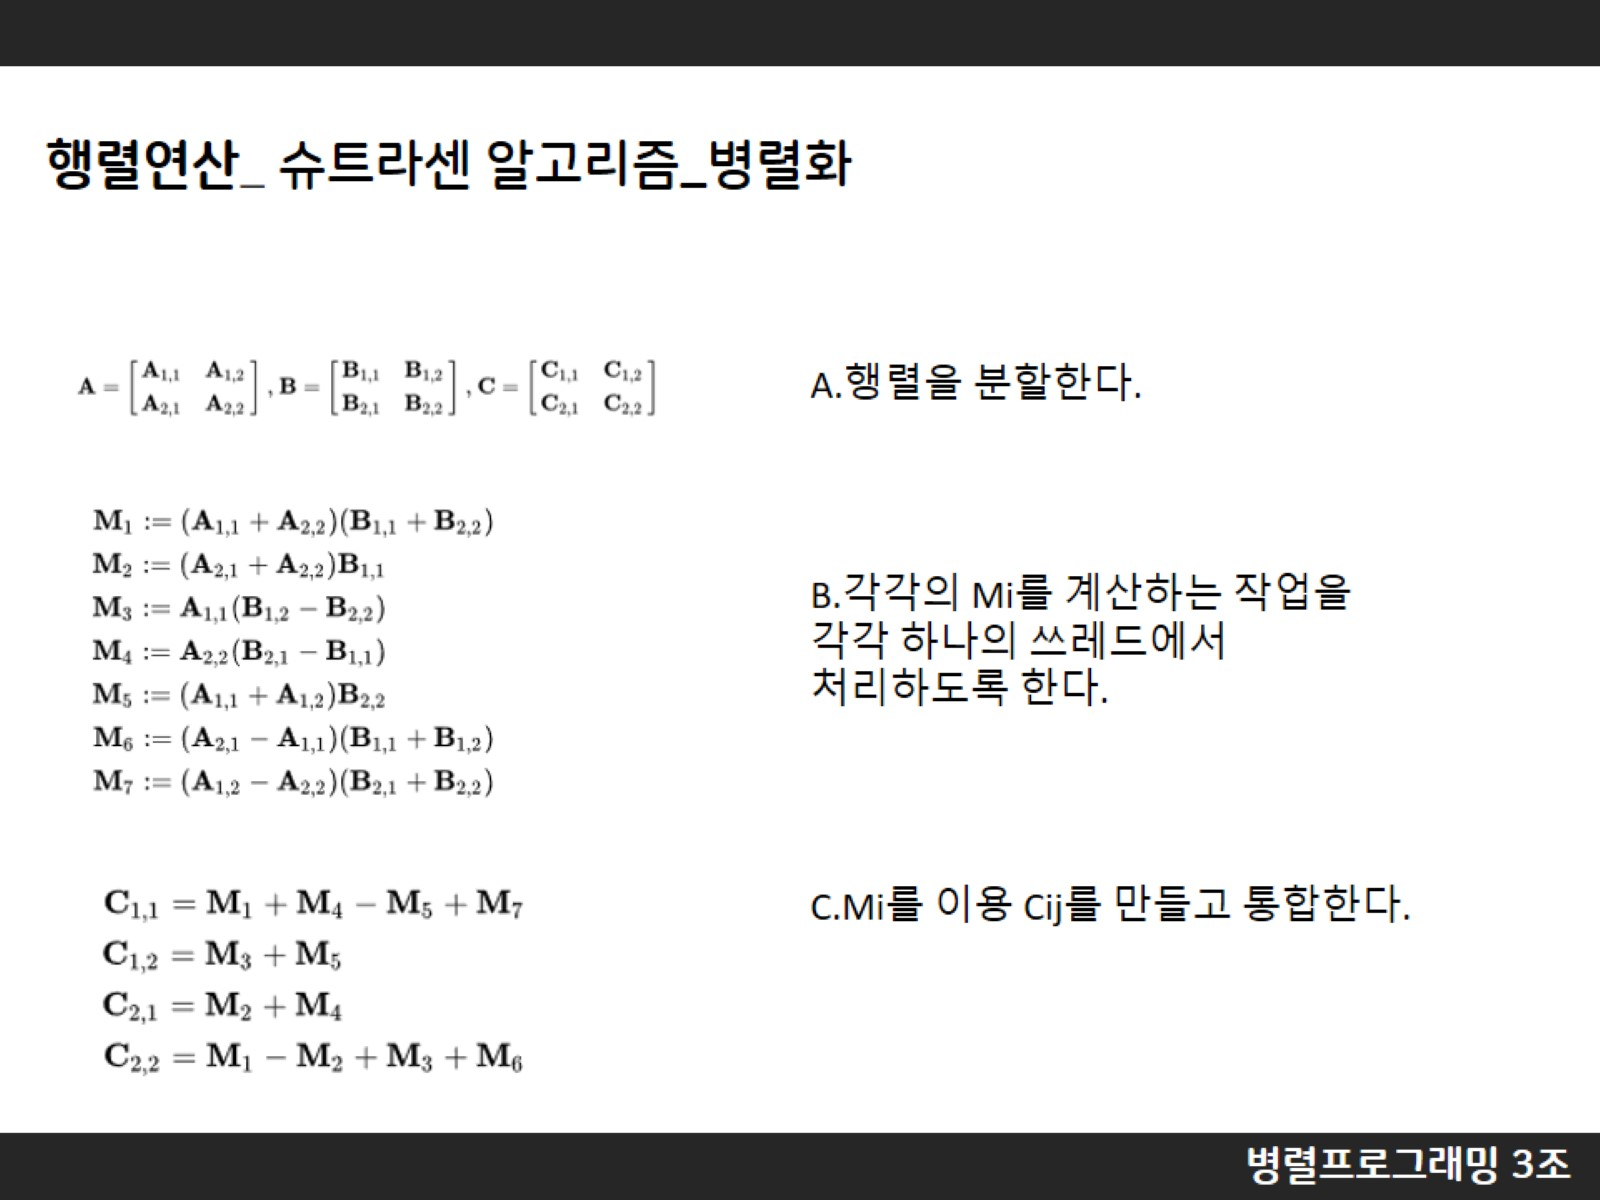 행렬연산_ 슈트라센 알고리즘_병렬화
A = [A1,1 A1,2 A2,1 A2,2] , B = [B1,1 B1,2 B2,1 B2,2] , C = [C1,1 C1,2 C2,1 C2,2]
A.행렬을 분할한다.
M1 := (A1,1 + A2,2)(B1,1 + B2,2)
M2 := (A2,1 + A2,2)B1,1
M3 := A1,1(B1,2 − B2,2)
M4 := A2,2(B2,1 − B1,1)
M5 := (A1,1 + A1,2)B2,2
M6 := (A2,1 − A1,1)(B1,1 + B1,2)
M7 := (A1,2 − A2,2)(B2,1 + B2,2)
B.각각의 Mi를 계산하는 작업을
각각 하나의 쓰레드에서
처리하도록 한다.
C1,1 = M1 + M4 − M5 + M7
C1,2 = M3 + M5
C2,1 = M2 + M4
C2,2 = M1 − M2 + M3 + M6
C.Mi를 이용 Cij를 만들고 통합한다.
병렬프로그래밍 3조